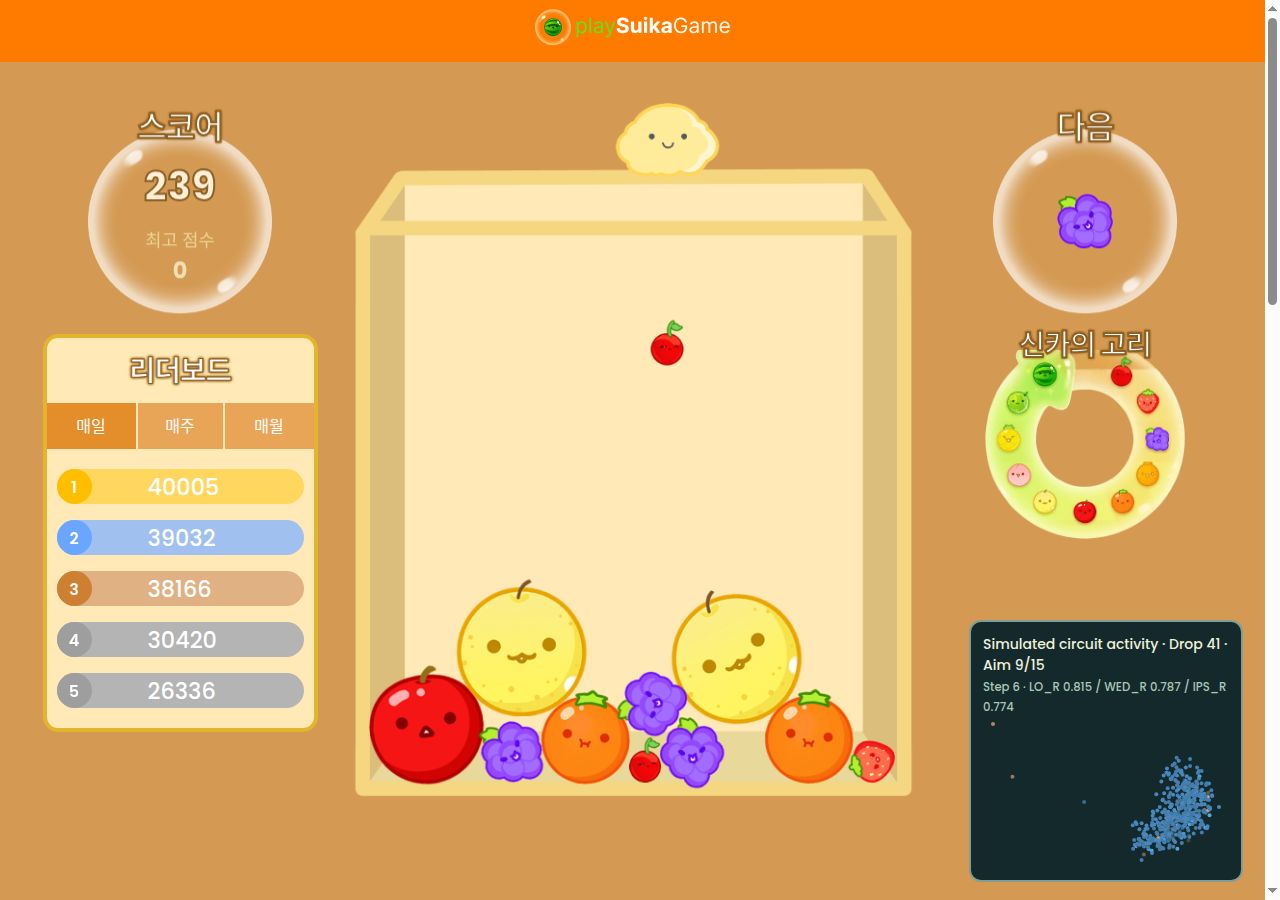 playSuikaGame
스코어
239
최고 점수
0
다음
신카의 고리
리더보드
매일 매주 매월
1 40005
2 39032
3 38166
4 30420
5 26336
Simulated circuit activity · Drop 41 ·
Aim 9/15
Step 6 · LO_R 0.815 / WED_R 0.787 / IPS_R
0.774